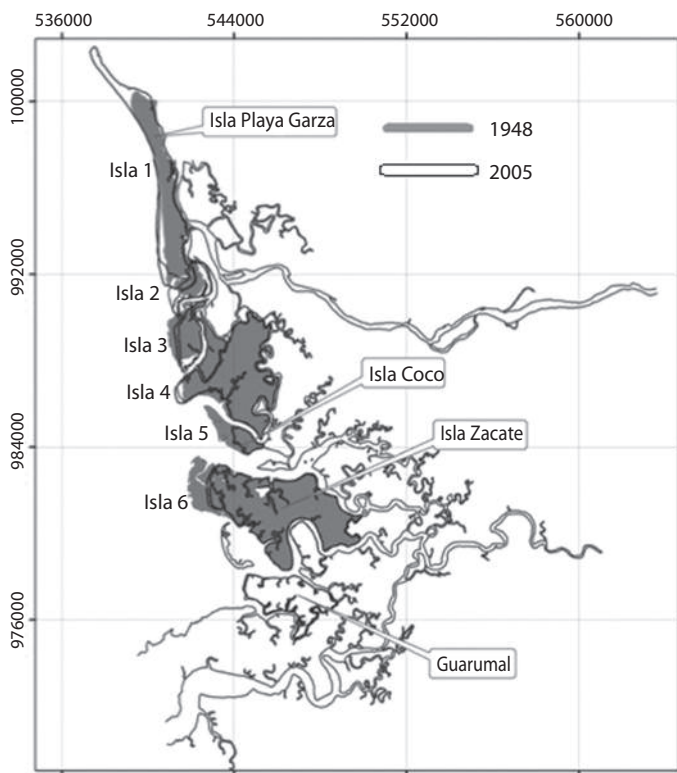 536000 544000 552000 560000
100000
Isla Playa Garza
1948
Isla 1
2005
992000
Isla 2
Isla 3
Isla Coco
Isla 4
Isla 5
Isla Zacate
984000
Isla 6
976000
Guarumal